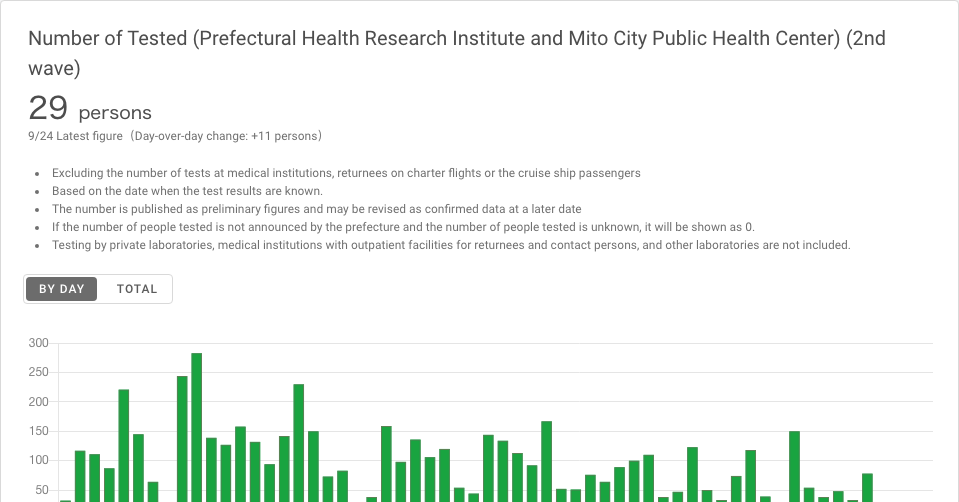 Number of Tested (Prefectural Health Research Institute and Mito City Public Health Center) (2nd
wave)
29 persons
9/24 Latest figure（Day-over-day change: +11 persons）
• Excluding the number of tests at medical institutions, returnees on charter flights or the cruise ship passengers
• Based on the date when the test results are known.
• The number is published as preliminary figures and may be revised as confirmed data at a later date
• If the number of people tested is not announced by the prefecture and the number of people tested is unknown, it will be shown as 0.
• Testing by private laboratories, medical institutions with outpatient facilities for returnees and contact persons, and other laboratories are not included.
BY DAY TOTAL
300
250
200
150
100
50